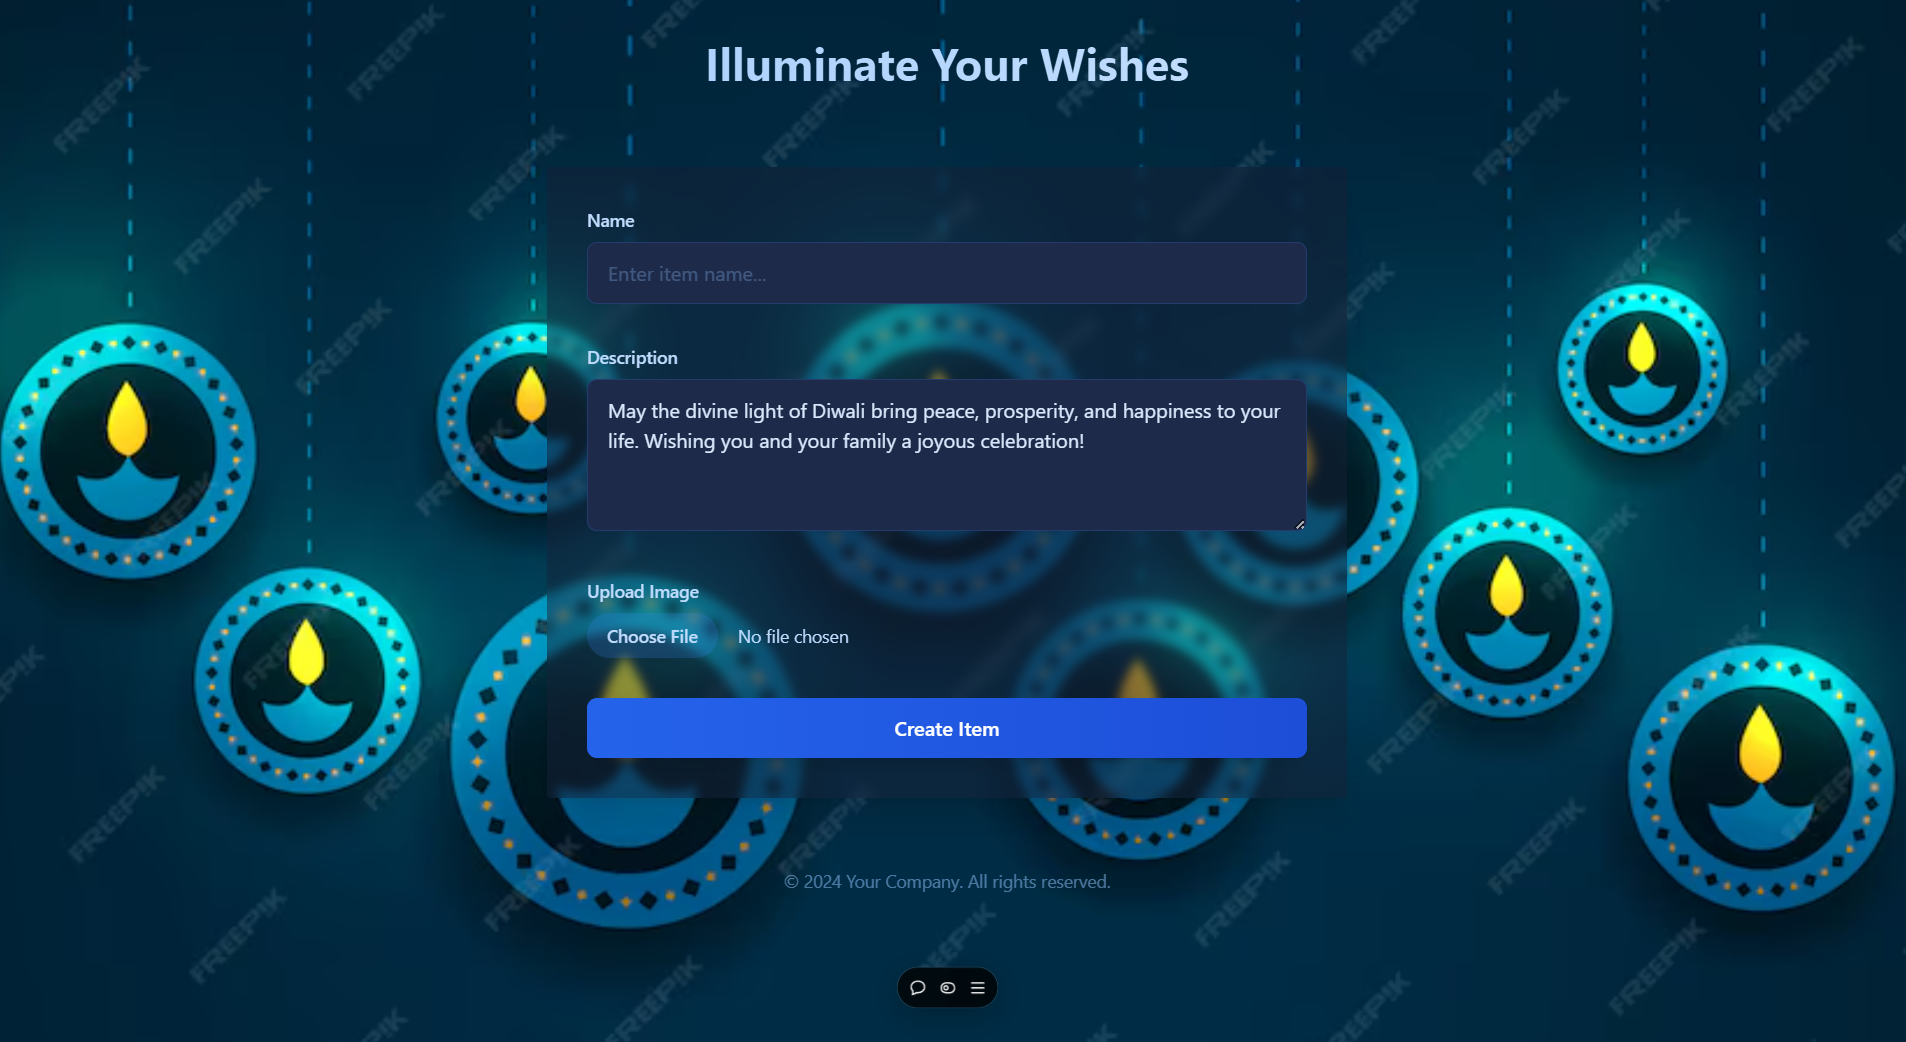 Illuminate Your Wishes
Name
Enter item name...
Description
May the divine light of Diwali bring peace, prosperity, and happiness to your
life. Wishing you and your family a joyous celebration!
Upload Image
Choose File No file chosen
Create Item
© 2024 Your Company. All rights reserved.
FREEPIK